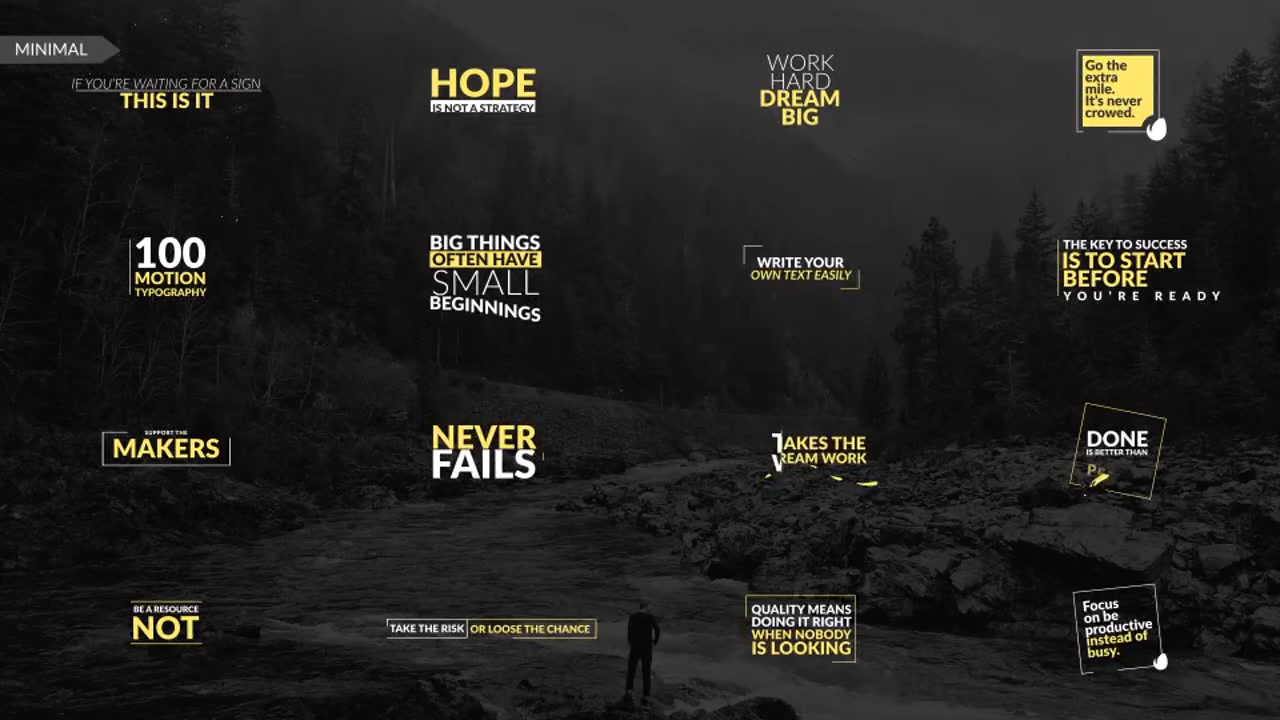 MINIMAL
IF YOU'RE WAITING FOR A SIGN
THIS IS IT
HOPE
IS NOT A STRATEGY
WORK
HARD
DREAM
BIG
Go the
extra
mile.
It's never
crowed.
100
MOTION
TYPOGRAPHY
BIG THINGS
OFTEN HAVE
SMALL
BEGINNINGS
WRITE YOUR
OWN TEXT EASILY
THE KEY TO SUCCESS
IS TO START
BEFORE
YOU'RE READY
SUPPORT THE
MAKERS
NEVER
FAILS
AKES THE
REAM WORK
DONE
IS BETTER THAN
BE A RESOURCE
NOT
TAKE THE RISK OR LOOSE THE CHANCE
QUALITY MEANS
DOING IT RIGHT
WHEN NOBODY
IS LOOKING
Focus
on be
productive
instead of
busy.